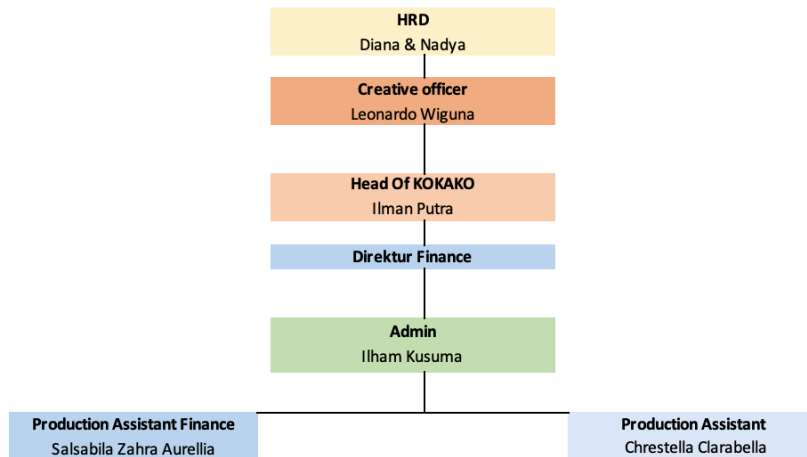 HRD
Diana & Nadya
Creative officer
Leonardo Wiguna
Head Of KOKAKO
Ilman Putra
Direktur Finance
Admin
Ilham Kusuma
Production Assistant Finance
Salsabila Zahra Aurellia
Production Assistant
Chrestella Clarabella